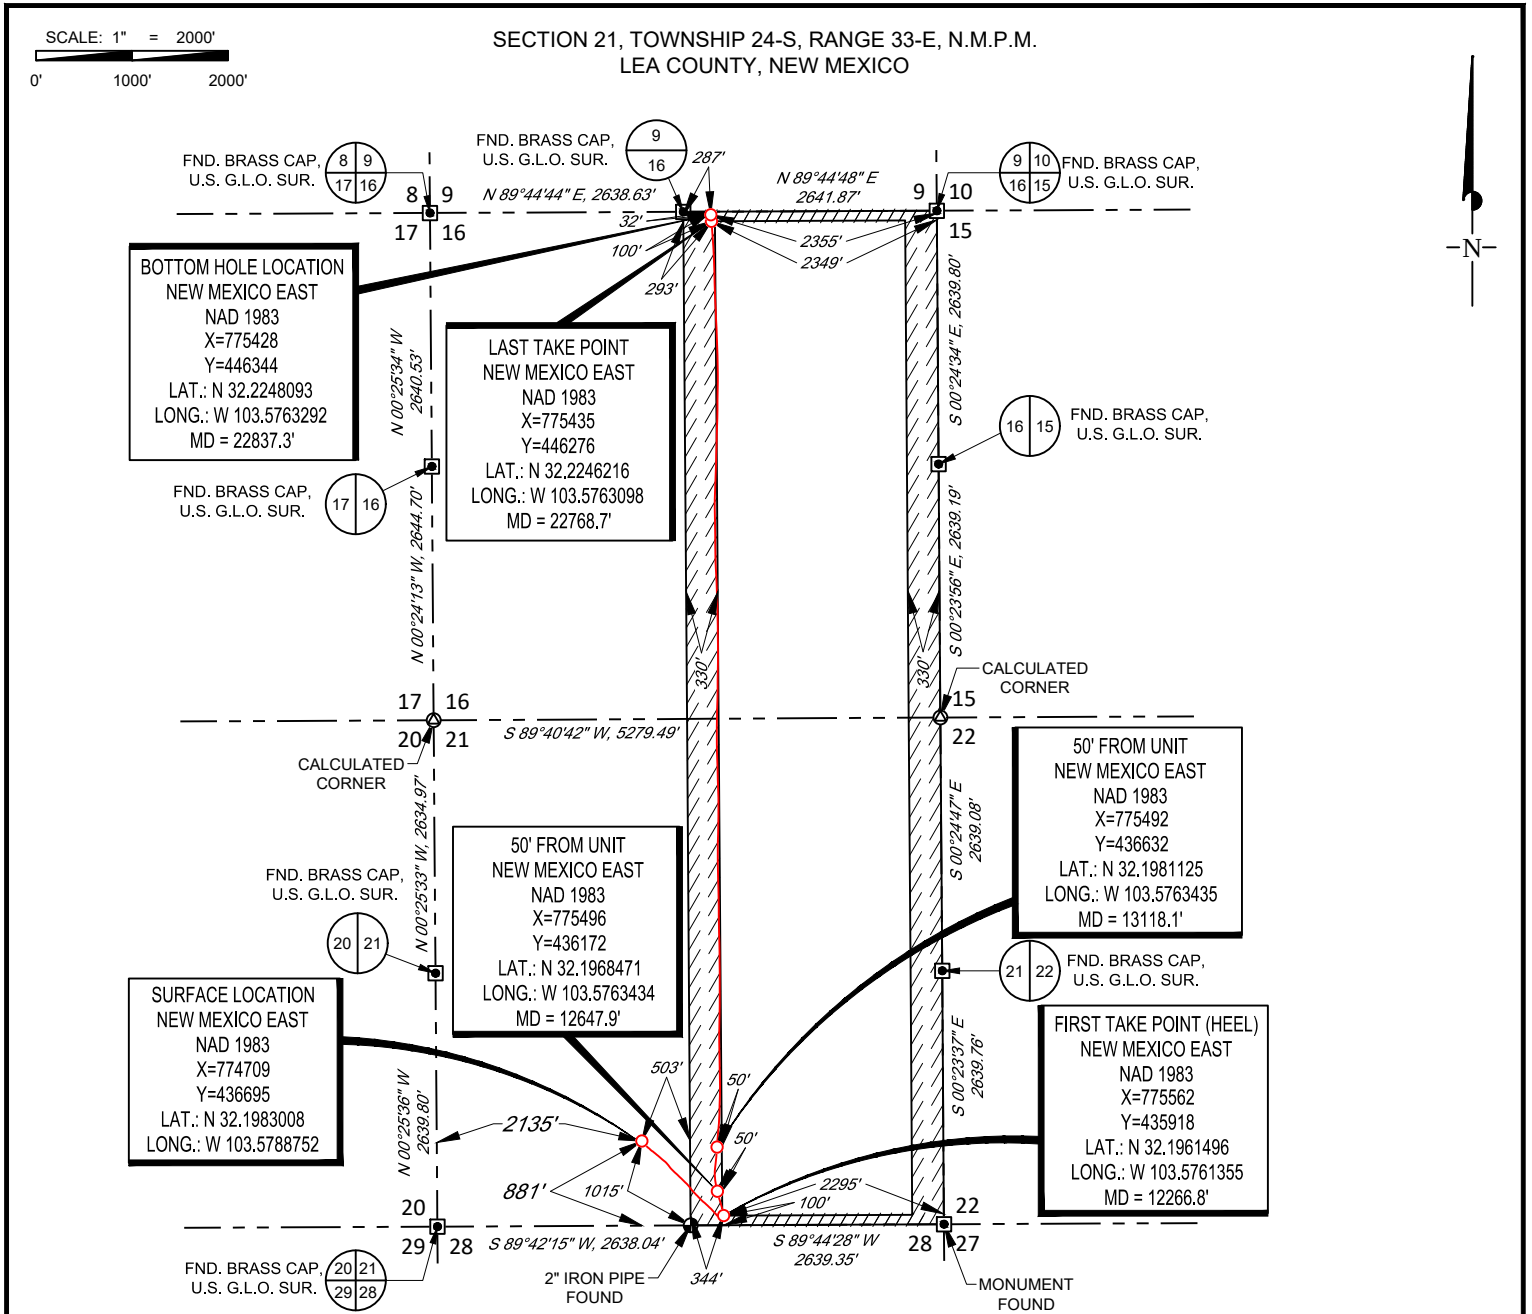 SCALE: 1" = 2000'
0' 1000' 2000'
SECTION 21, TOWNSHIP 24-S, RANGE 33-E, N.M.P.M.
LEA COUNTY, NEW MEXICO
N
FND. BRASS CAP,
U.S. G.L.O. SUR.
8 9
17 16
8 9
17 16
FND. BRASS CAP,
U.S. G.L.O. SUR.
9
16
287'
N 89°44'44" E, 2638.63'
N 89°44'48" E
2641.87'
9 10
15
9 10
16 15
FND. BRASS CAP,
U.S. G.L.O. SUR.
32'
100'
293'
2355'
2349'
BOTTOM HOLE LOCATION
NEW MEXICO EAST
NAD 1983
X=775428
Y=446344
LAT.: N 32.2248093
LONG.: W 103.5763292
MD = 22837.3'
LAST TAKE POINT
NEW MEXICO EAST
NAD 1983
X=775435
Y=446276
LAT.: N 32.2246216
LONG.: W 103.5763098
MD = 22768.7'
N 00°25'34" W
2640.53'
S 00°24'34" E, 2639.80'
16 15
FND. BRASS CAP,
U.S. G.L.O. SUR.
FND. BRASS CAP,
U.S. G.L.O. SUR.
17 16
N 00°24'13" W, 2644.70'
S 00°23'56" E, 2639.19'
330'
330'
CALCULATED
CORNER
17 16
20 21
15
22
S 89°40'42" W, 5279.49'
CALCULATED
CORNER
N 00°25'33" W, 2634.97'
S 00°24'47" E
2639.08'
50' FROM UNIT
NEW MEXICO EAST
NAD 1983
X=775492
Y=436632
LAT.: N 32.1981125
LONG.: W 103.5763435
MD = 13118.1'
50' FROM UNIT
NEW MEXICO EAST
NAD 1983
X=775496
Y=436172
LAT.: N 32.1968471
LONG.: W 103.5763434
MD = 12647.9'
FND. BRASS CAP,
U.S. G.L.O. SUR.
20 21
21 22
FND. BRASS CAP,
U.S. G.L.O. SUR.
SURFACE LOCATION
NEW MEXICO EAST
NAD 1983
X=774709
Y=436695
LAT.: N 32.1983008
LONG.: W 103.5788752
FIRST TAKE POINT (HEEL)
NEW MEXICO EAST
NAD 1983
X=775562
Y=435918
LAT.: N 32.1961496
LONG.: W 103.5761355
MD = 12266.8'
N 00°25'36" W
2639.80'
S 00°23'37" E
2639.76'
503'
50'
2135'
50'
881'
1015'
2295'
100'
20
29 28
22
28 27
S 89°42'15" W, 2638.04'
S 89°44'28" W
2639.35'
FND. BRASS CAP,
U.S. G.L.O. SUR.
20 21
29 28
2" IRON PIPE
FOUND
344'
MONUMENT
FOUND